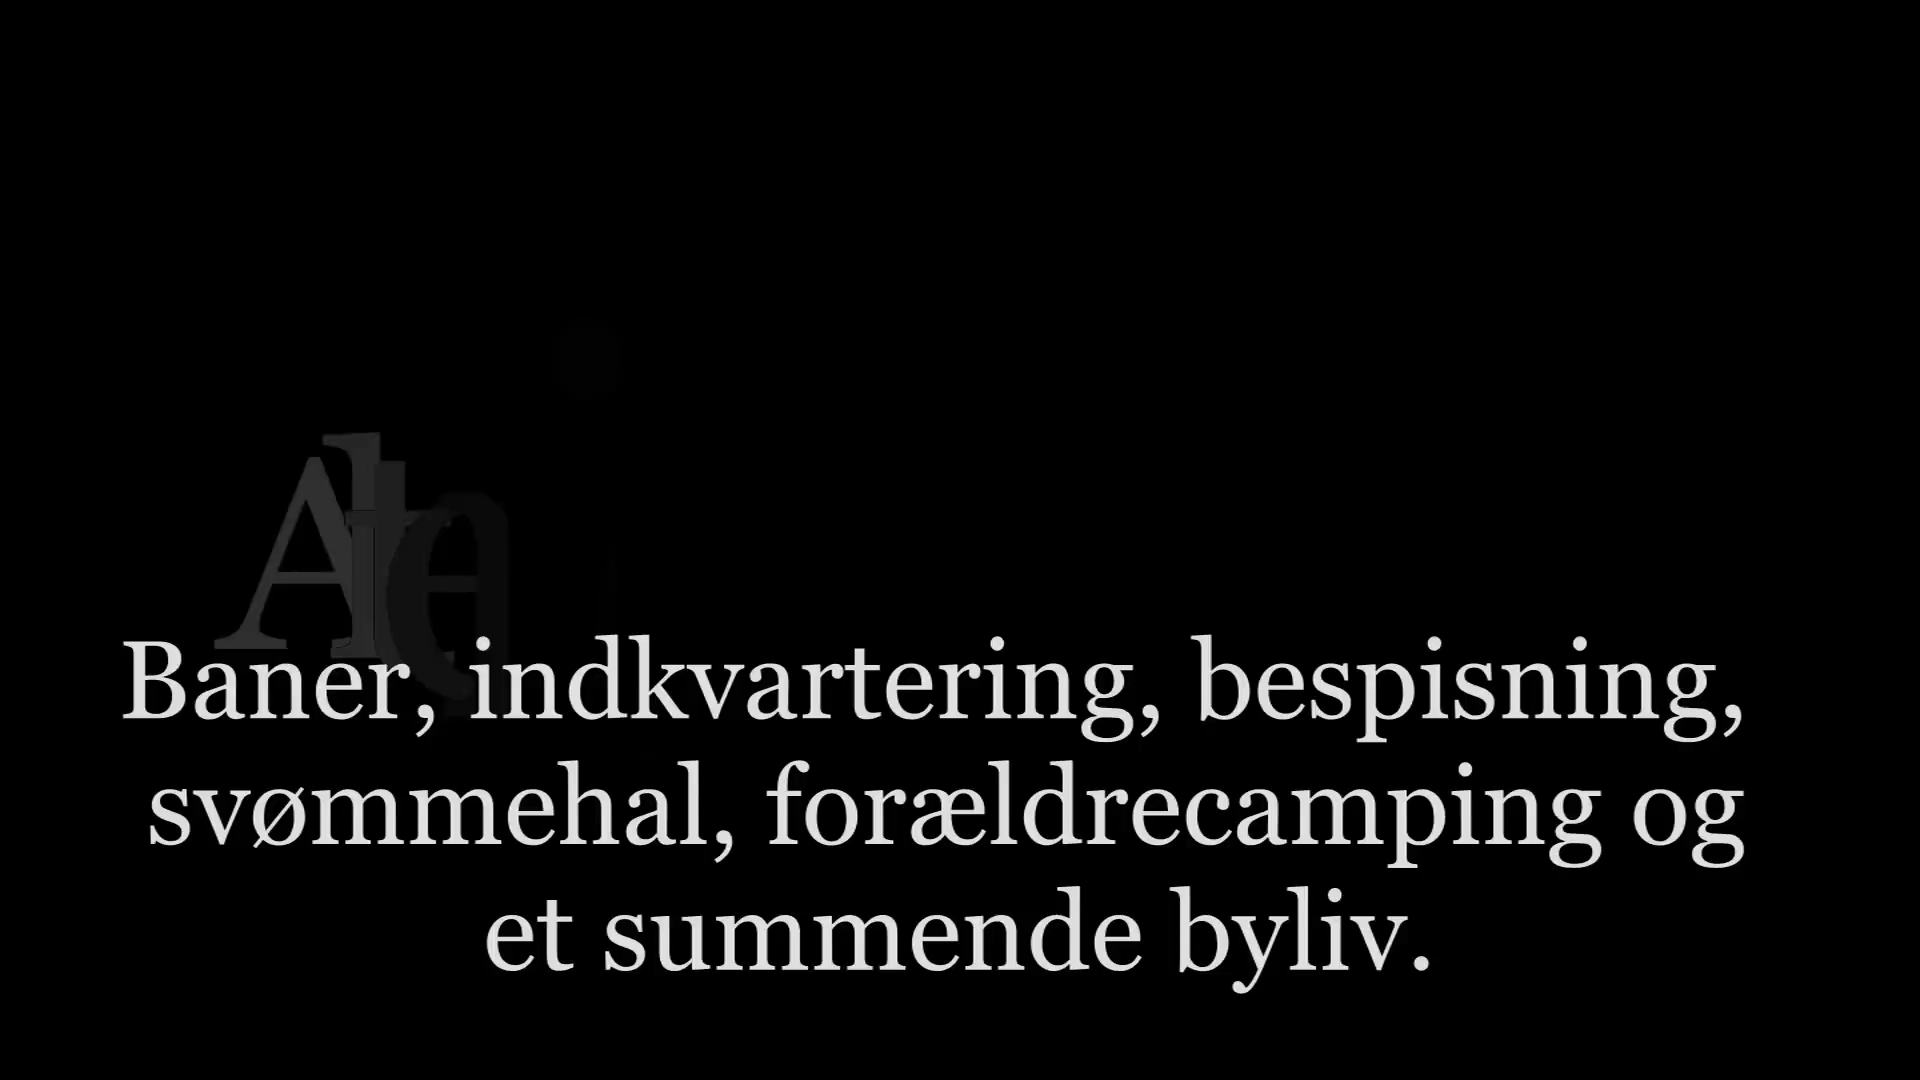 Baner, indkvartering, bespisning,
svømmehal, forældrecamping og
et summende byliv.